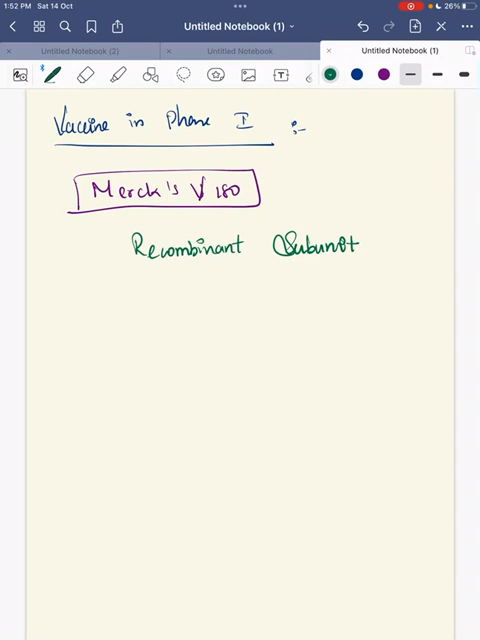 1:52 PM Sat 14 Oct
26%
Untitled Notebook (1)
Untitled Notebook (2)
Untitled Notebook
Untitled Notebook (1)
Vaccine in Phase I :-
Merck's V 180
Recombinant Subunit